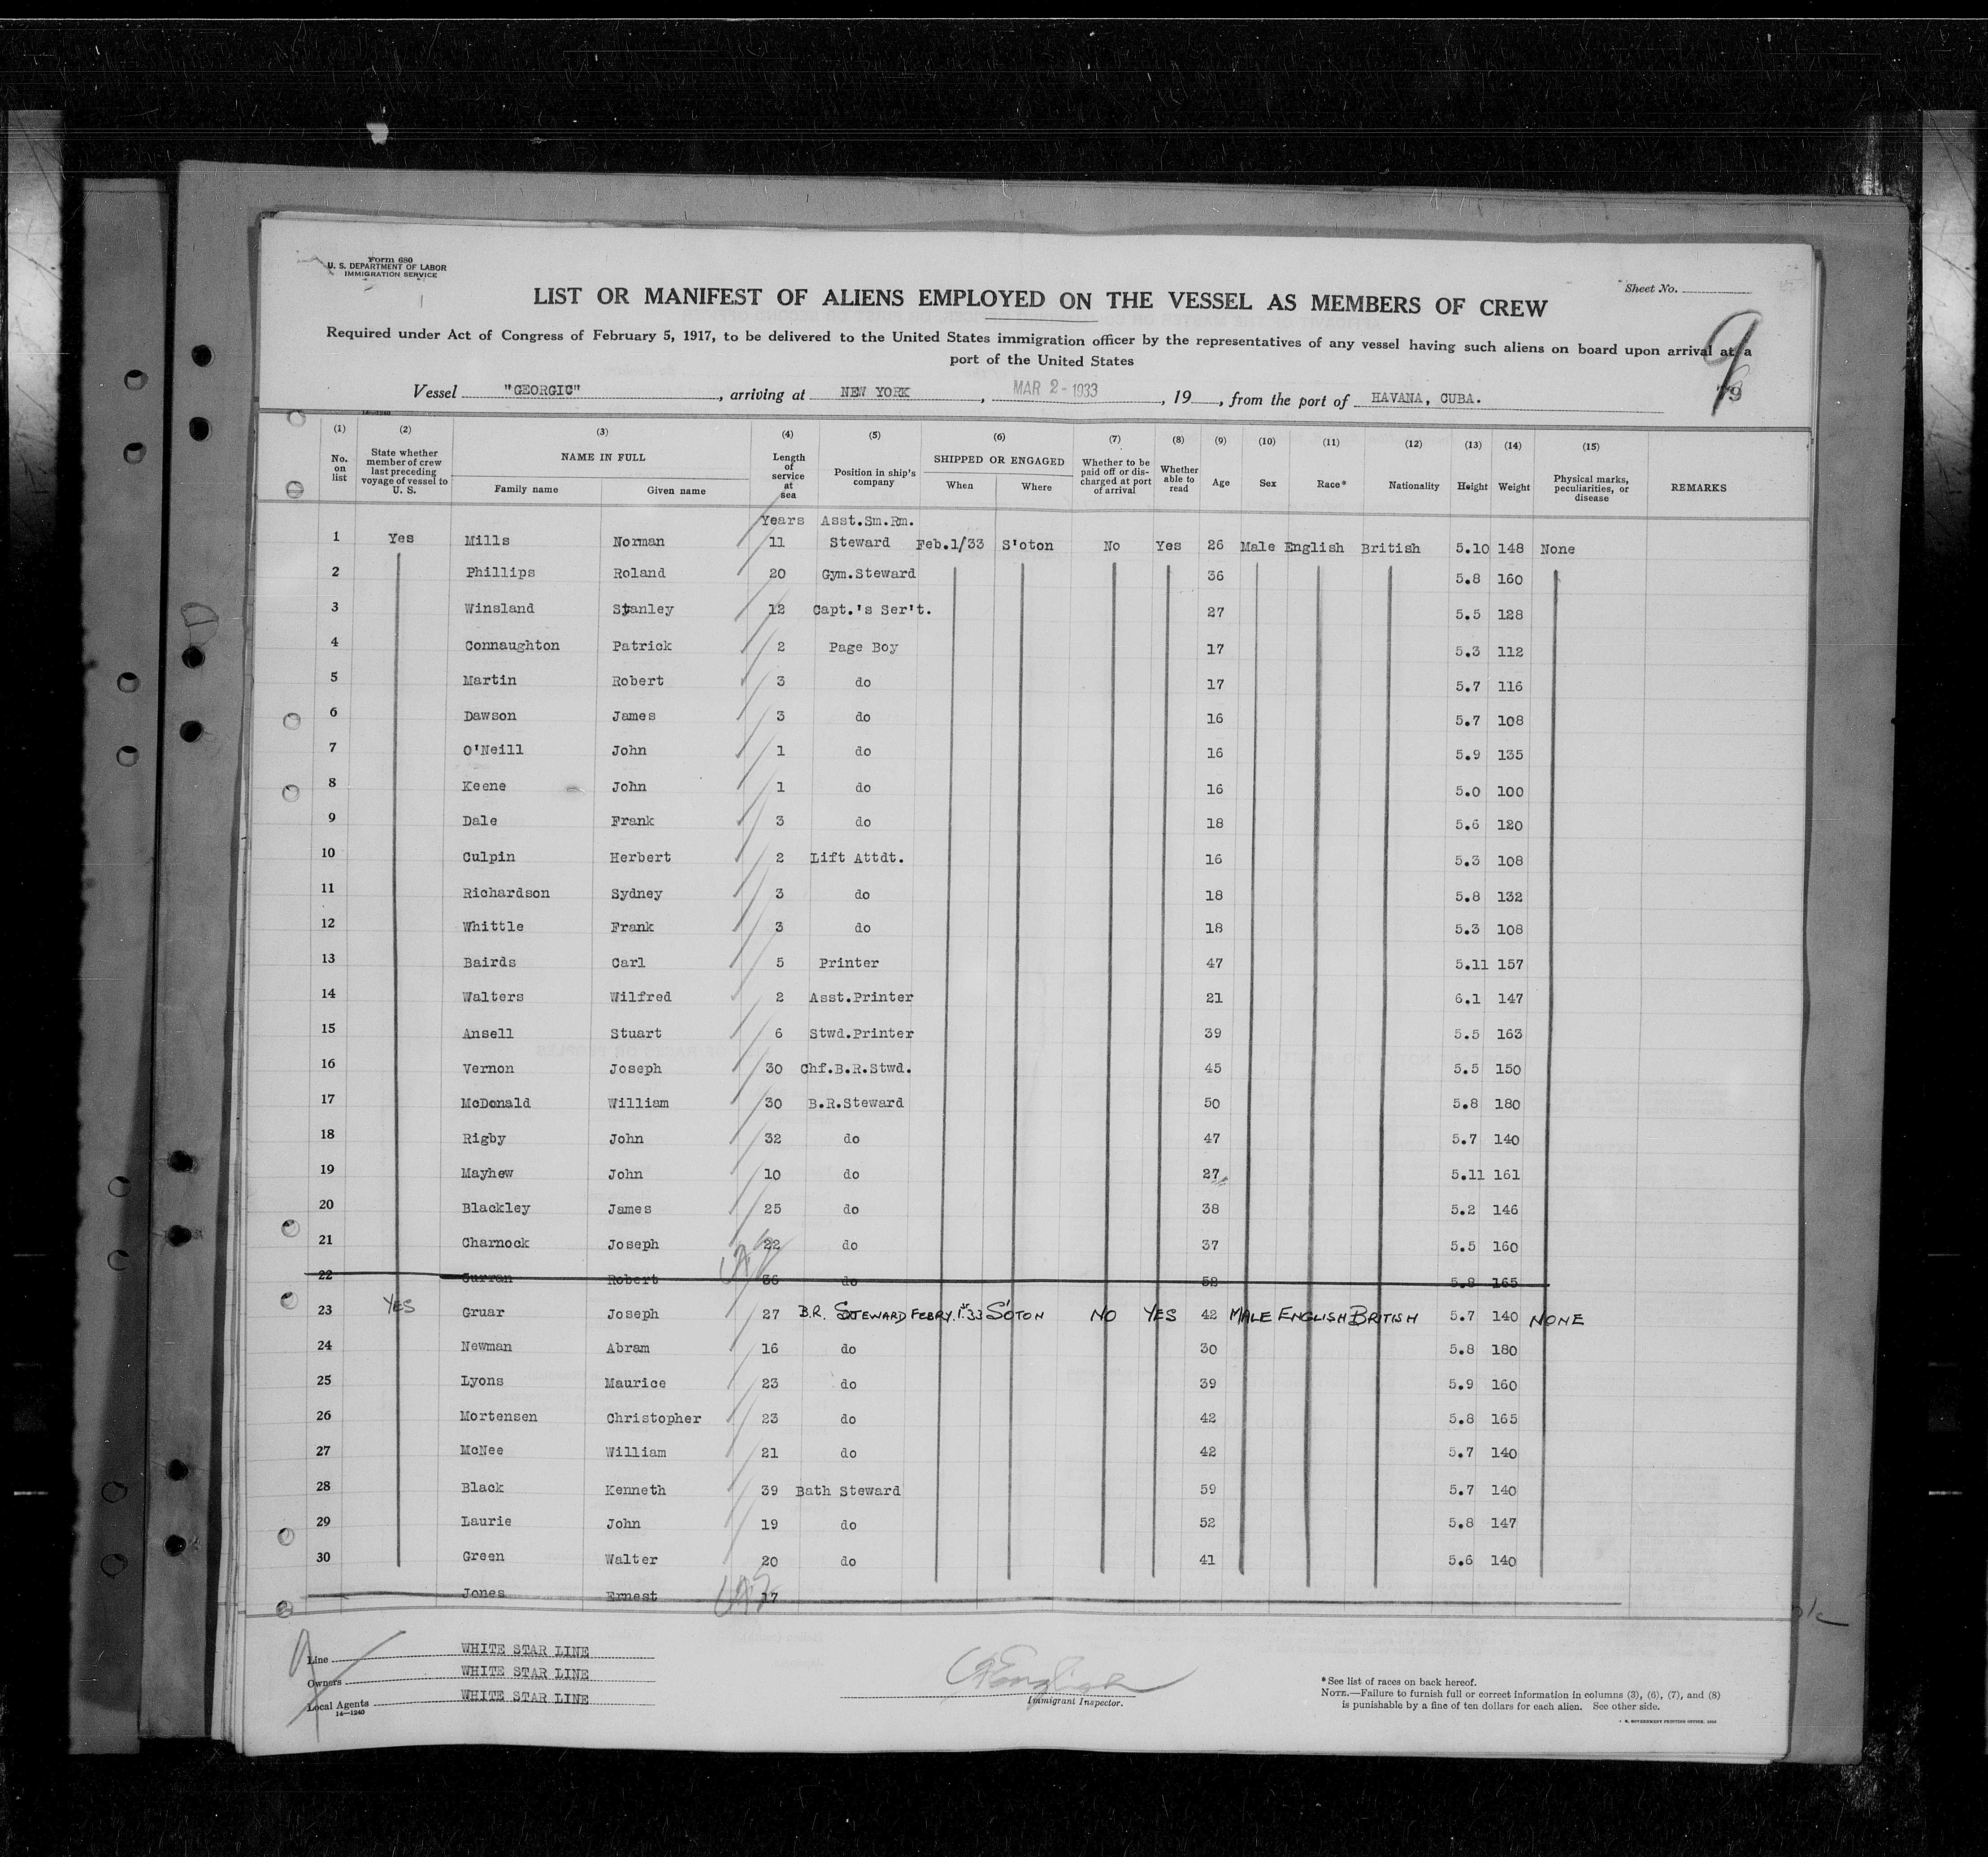 Form 680
U. S. DEPARTMENT OF LABOR
IMMIGRATION SERVICE
Sheet No.
LIST OR MANIFEST OF ALIENS EMPLOYED ON THE VESSEL AS MEMBERS OF CREW
9
Required under Act of Congress of February 5, 1917, to be delivered to the United States immigration officer by the representatives of any vessel having such aliens on board upon arrival at a
port of the United States
Vessel "GEORGIC", arriving at NEW YORK, MAR 2 - 1933, 19 , from the port of HAVANA, CUBA.
14-1240
(1) (2) (3) (4) (5) (6) (7) (8) (9) (10) (11) (12) (13) (14) (15)
No. on list
State whether member of crew last preceding voyage of vessel to U. S.
NAME IN FULL
Family name Given name
Length of service at sea
Position in ship's company
SHIPPED OR ENGAGED
When Where
Whether to be paid off or discharged at port of arrival
Whether able to read
Age Sex Race* Nationality Height Weight
Physical marks, peculiarities, or disease
REMARKS
Years Asst.Sm.Rm.
1 Yes Mills Norman 11 Steward Feb.1/33 S'oton No Yes 26 Male English British 5.10 148 None
2 Phillips Roland 20 Gym.Steward 36 5.8 160
3 Winsland Stanley 12 Capt.'s Ser't. 27 5.5 128
4 Connaughton Patrick 2 Page Boy 17 5.3 112
5 Martin Robert 3 do 17 5.7 116
6 Dawson James 3 do 16 5.7 108
7 O'Neill John 1 do 16 5.9 135
8 Keene John 1 do 16 5.0 100
9 Dale Frank 3 do 18 5.6 120
10 Culpin Herbert 2 Lift Attdt. 16 5.3 108
11 Richardson Sydney 3 do 18 5.8 132
12 Whittle Frank 3 do 18 5.3 108
13 Bairds Carl 5 Printer 47 5.11 157
14 Walters Wilfred 2 Asst.Printer 21 6.1 147
15 Ansell Stuart 6 Stwd.Printer 39 5.5 163
16 Vernon Joseph 30 Chf.B.R.Stwd. 45 5.5 150
17 McDonald William 30 B.R.Steward 50 5.8 180
18 Rigby John 32 do 47 5.7 140
19 Mayhew John 10 do 27 5.11 161
20 Blackley James 25 do 38 5.2 146
21 Charnock Joseph 22 do 37 5.5 160
22 Curran Robert 36 do 52 5.8 165
23 YES Gruar Joseph 27 B.R. STEWARD FEBRY.1st.33 S'OTON NO YES 42 MALE ENGLISH BRITISH 5.7 140 NONE
24 Newman Abram 16 do 30 5.8 180
25 Lyons Maurice 23 do 39 5.9 160
26 Mortensen Christopher 23 do 42 5.8 165
27 McNee William 21 do 42 5.7 140
28 Black Kenneth 39 Bath Steward 59 5.7 140
29 Laurie John 19 do 52 5.8 147
30 Green Walter 20 do 41 5.6 140
Jones Ernest 17
Line WHITE STAR LINE
Owners WHITE STAR LINE
Local Agents WHITE STAR LINE
14-1240
Immigrant Inspector.
*See list of races on back hereof.
NOTE.—Failure to furnish full or correct information in columns (3), (6), (7), and (8)
is punishable by a fine of ten dollars for each alien. See other side.